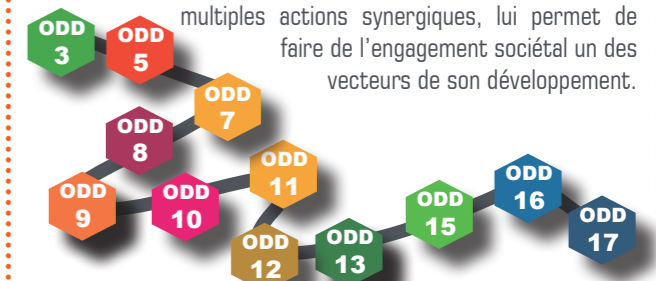 multiples actions synergiques, lui permet de
faire de l'engagement sociétal un des
vecteurs de son développement.
ODD
3
ODD
5
ODD
7
ODD
8
ODD
9
ODD
10
ODD
11
ODD
12
ODD
13
ODD
15
ODD
16
ODD
17